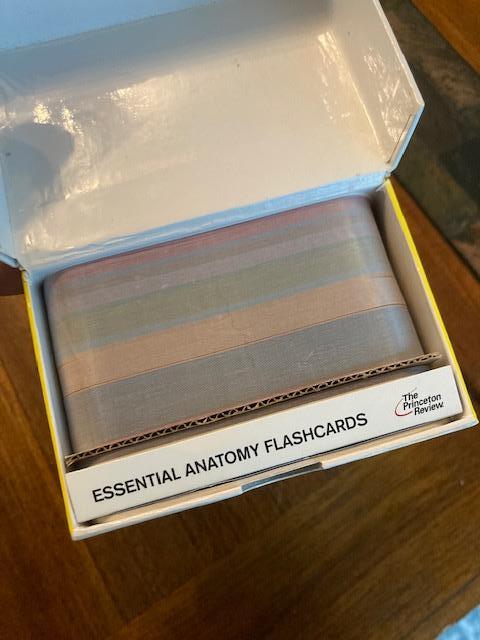 ESSENTIAL ANATOMY FLASHCARDS
The
Princeton
Review